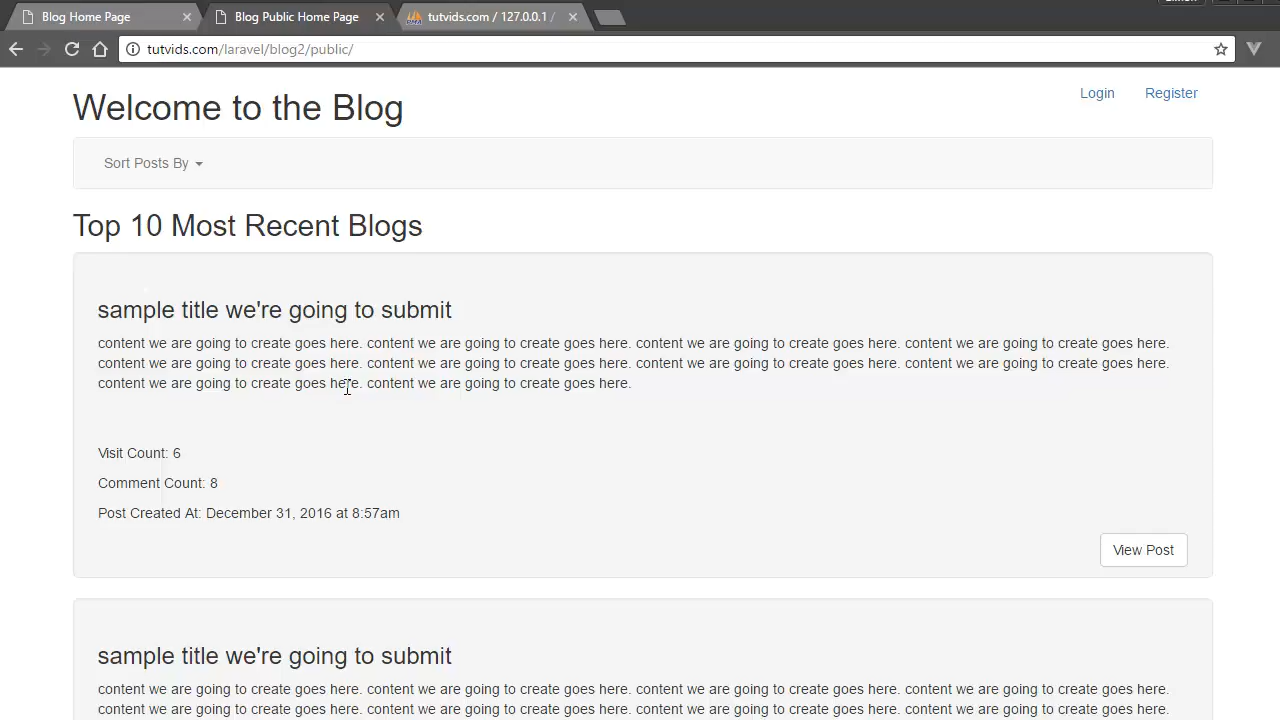 Blog Home Page
Blog Public Home Page
tutvids.com / 127.0.0.1 /
tutvids.com/laravel/blog2/public/
Login
Register
Welcome to the Blog
Sort Posts By
Top 10 Most Recent Blogs
sample title we're going to submit
content we are going to create goes here. content we are going to create goes here. content we are going to create goes here. content we are going to create goes here.
content we are going to create goes here. content we are going to create goes here. content we are going to create goes here. content we are going to create goes here.
content we are going to create goes here. content we are going to create goes here.
Visit Count: 6
Comment Count: 8
Post Created At: December 31, 2016 at 8:57am
View Post
sample title we're going to submit
content we are going to create goes here. content we are going to create goes here. content we are going to create goes here. content we are going to create goes here.
content we are going to create goes here. content we are going to create goes here. content we are going to create goes here. content we are going to create goes here.